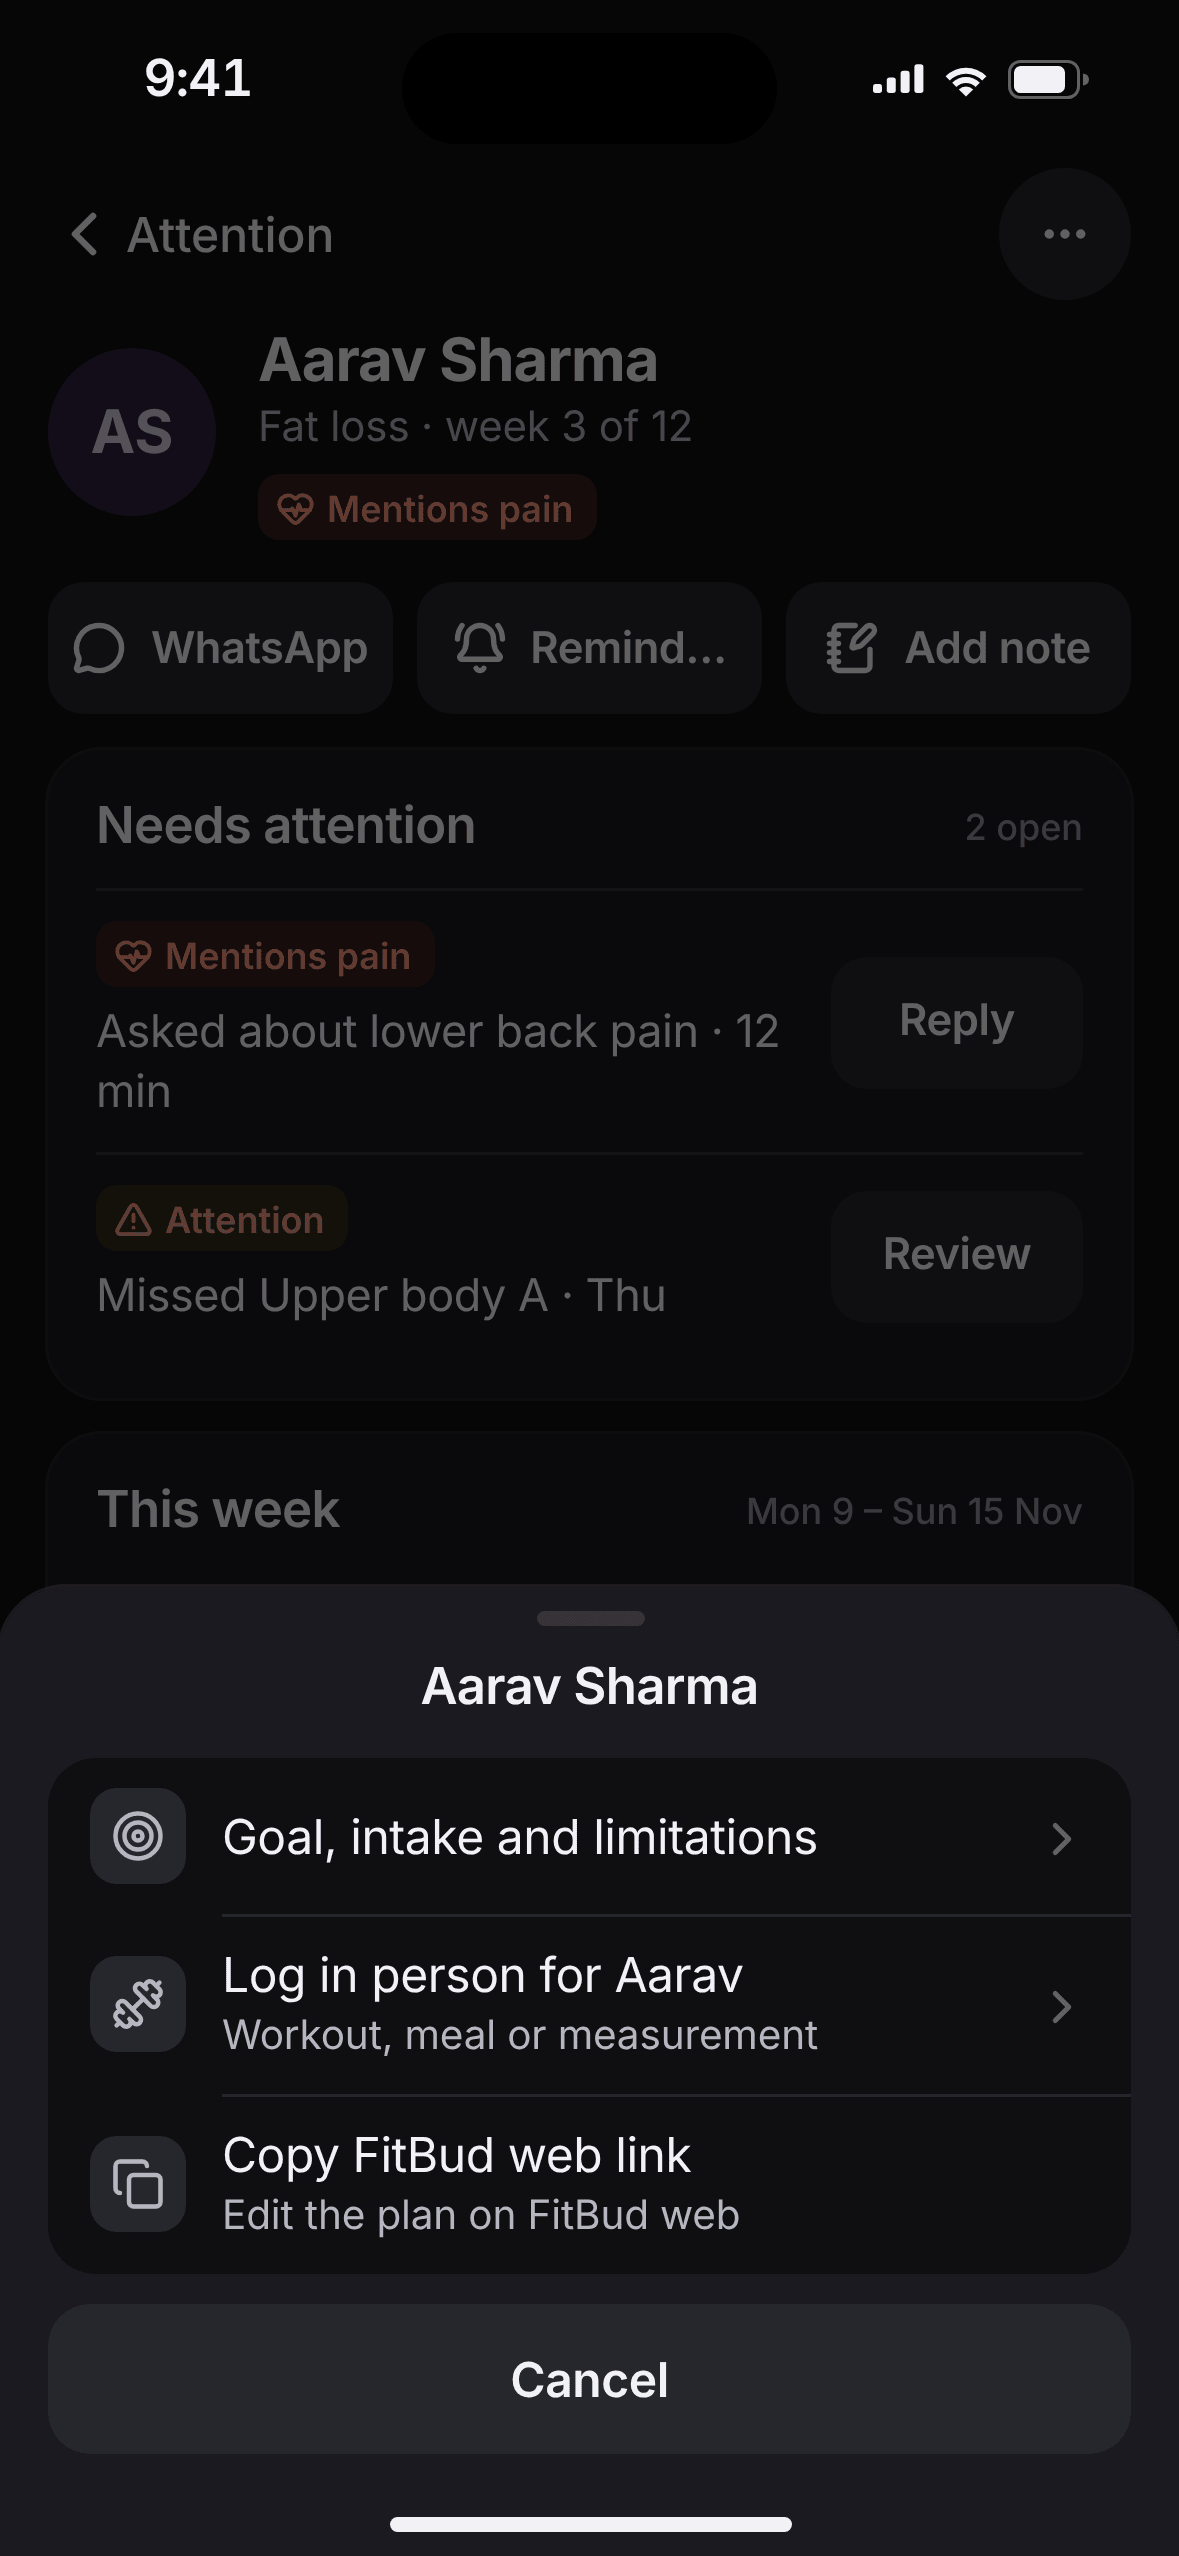 9:41
Attention
AS
Aarav Sharma
Fat loss · week 3 of 12
Mentions pain
WhatsApp
Remind...
Add note
Needs attention
2 open
Mentions pain
Asked about lower back pain · 12
min
Reply
Attention
Missed Upper body A · Thu
Review
This week
Mon 9 – Sun 15 Nov
Aarav Sharma
Goal, intake and limitations
Log in person for Aarav
Workout, meal or measurement
Copy FitBud web link
Edit the plan on FitBud web
Cancel